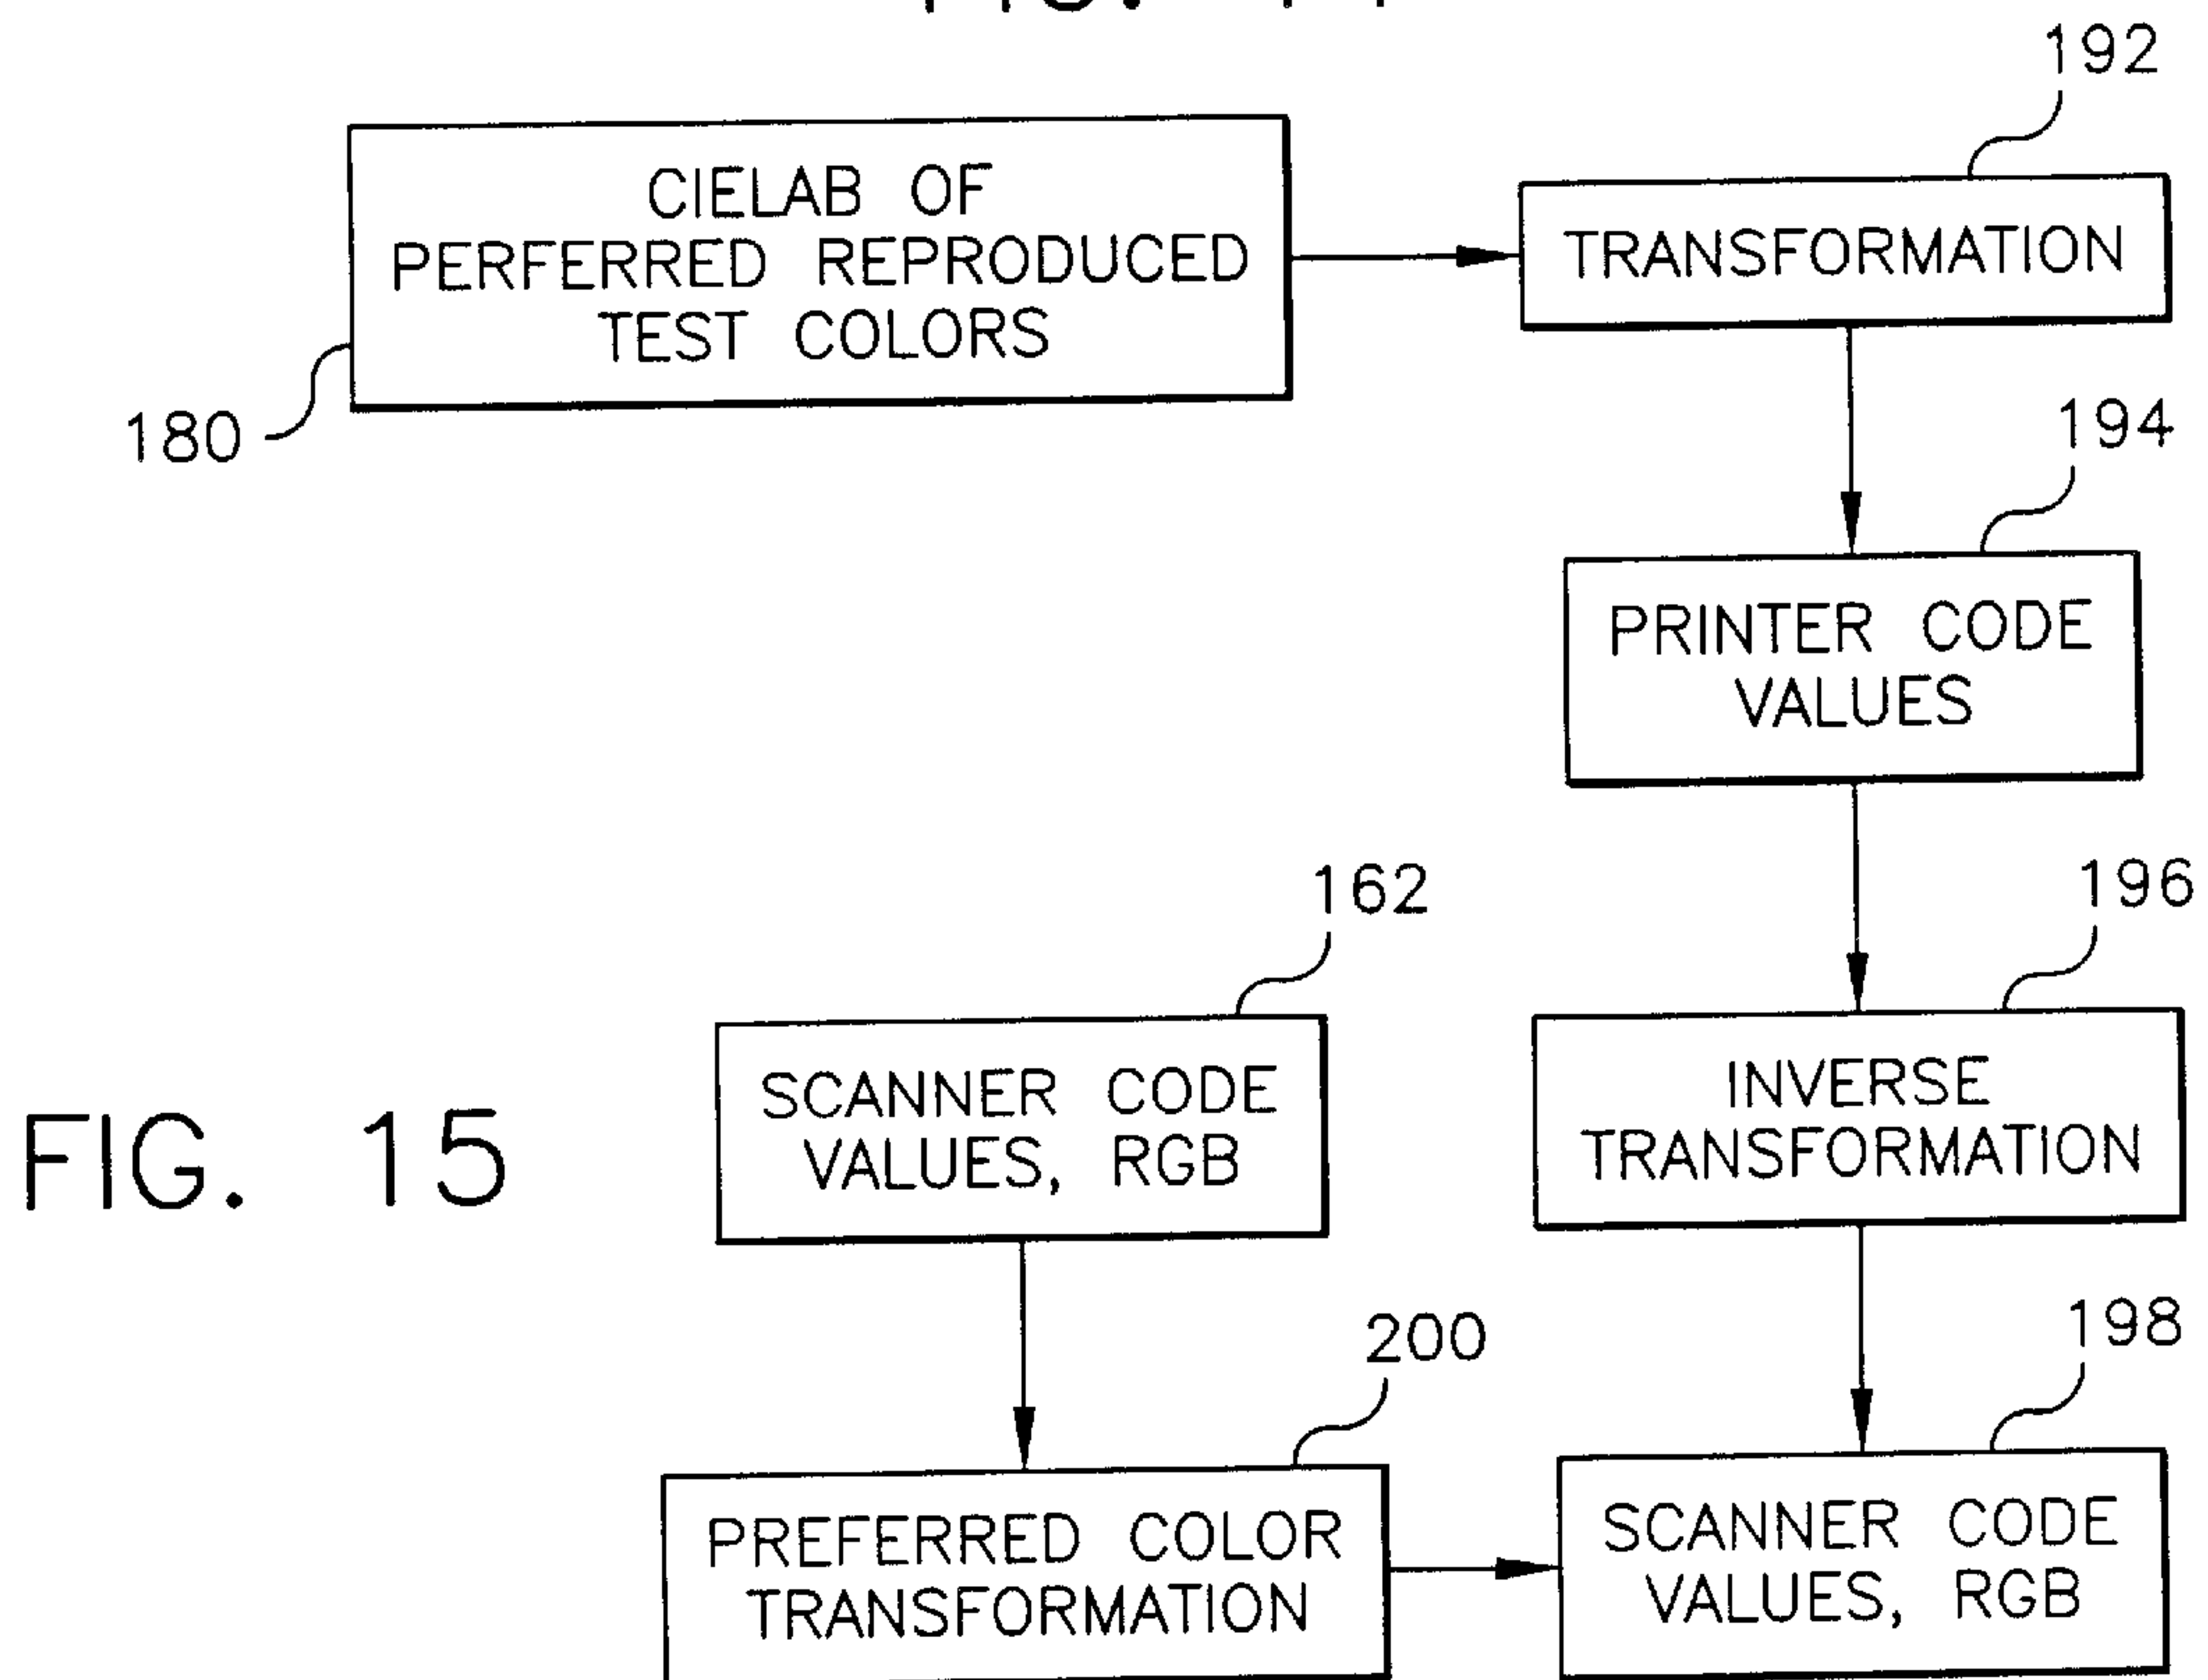 192
CIELAB OF
PERFERRED REPRODUCED
TEST COLORS
TRANSFORMATION
180
194
PRINTER CODE
VALUES
162
196
SCANNER CODE
VALUES, RGB
INVERSE
TRANSFORMATION
FIG. 15
200
198
PREFERRED COLOR
TRANSFORMATION
SCANNER CODE
VALUES, RGB